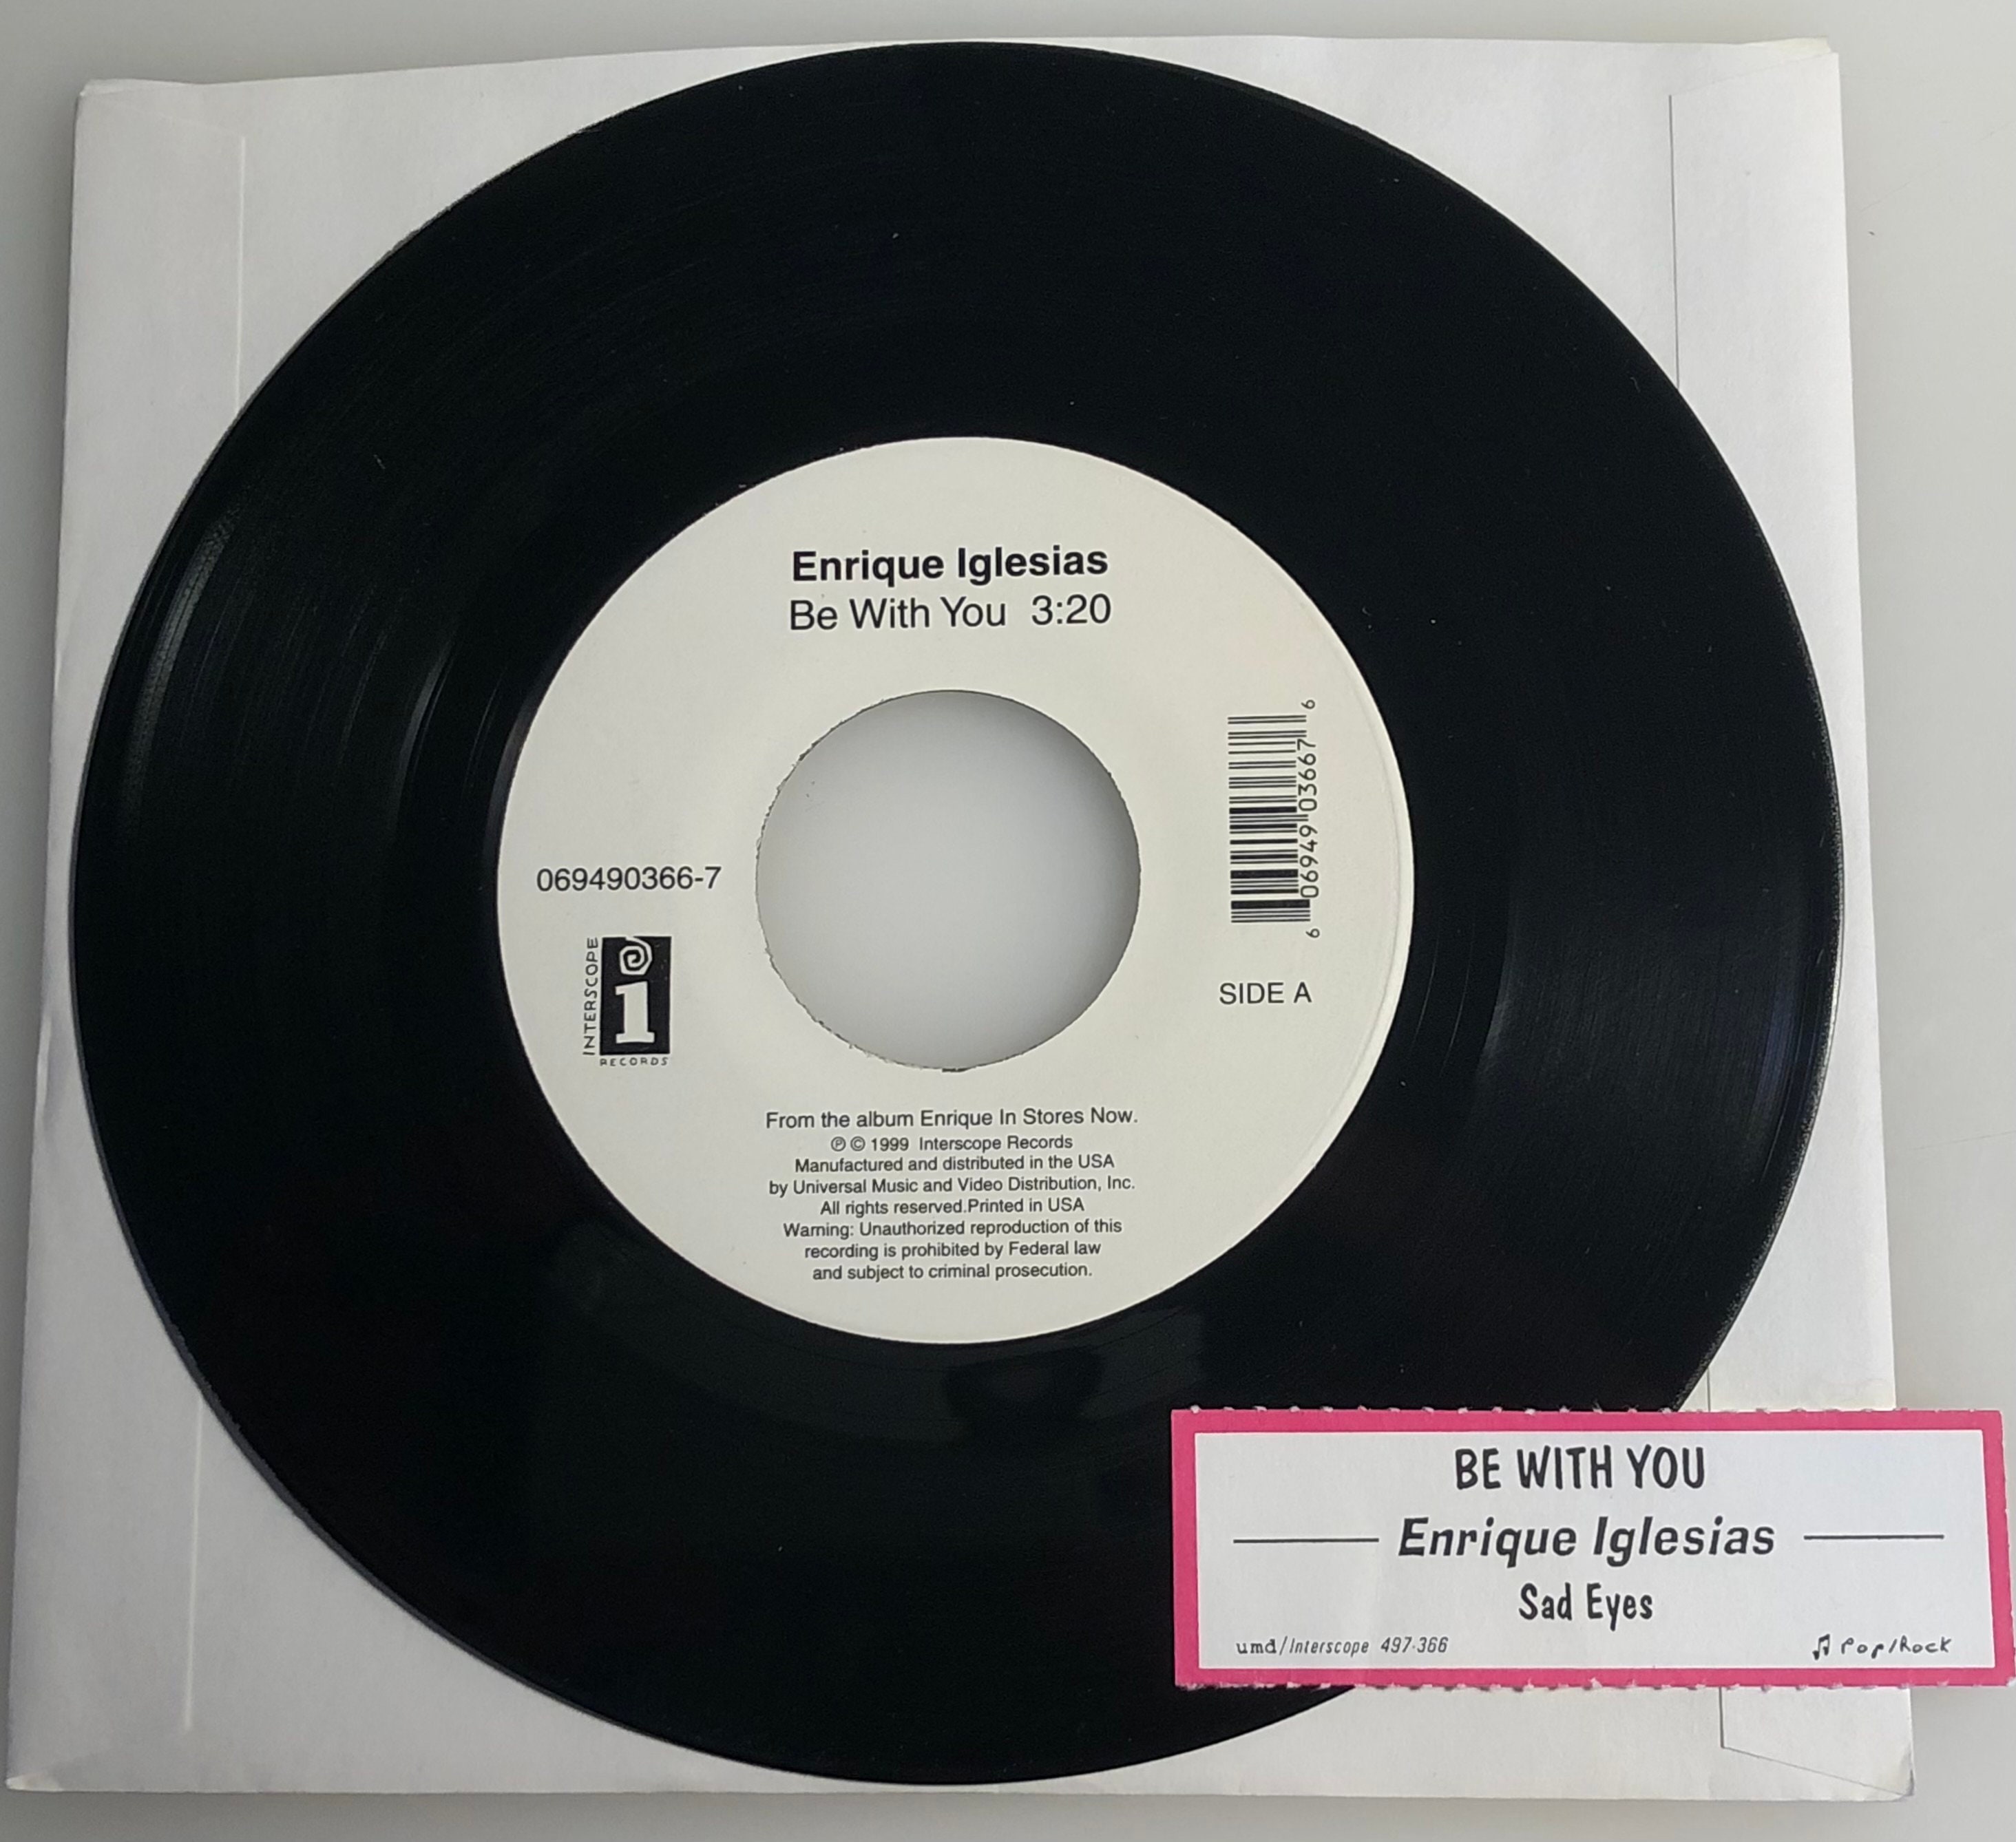 Enrique Iglesias
Be With You 3:20
069490366-7
INTERSCOPE
i
RECORDS
6 06949 03667 6
SIDE A
From the album Enrique In Stores Now.
℗ © 1999 Interscope Records
Manufactured and distributed in the USA
by Universal Music and Video Distribution, Inc.
All rights reserved.Printed in USA
Warning: Unauthorized reproduction of this
recording is prohibited by Federal law
and subject to criminal prosecution.
BE WITH YOU
Enrique Iglesias
Sad Eyes
umd/Interscope 497-366
Pop/Rock